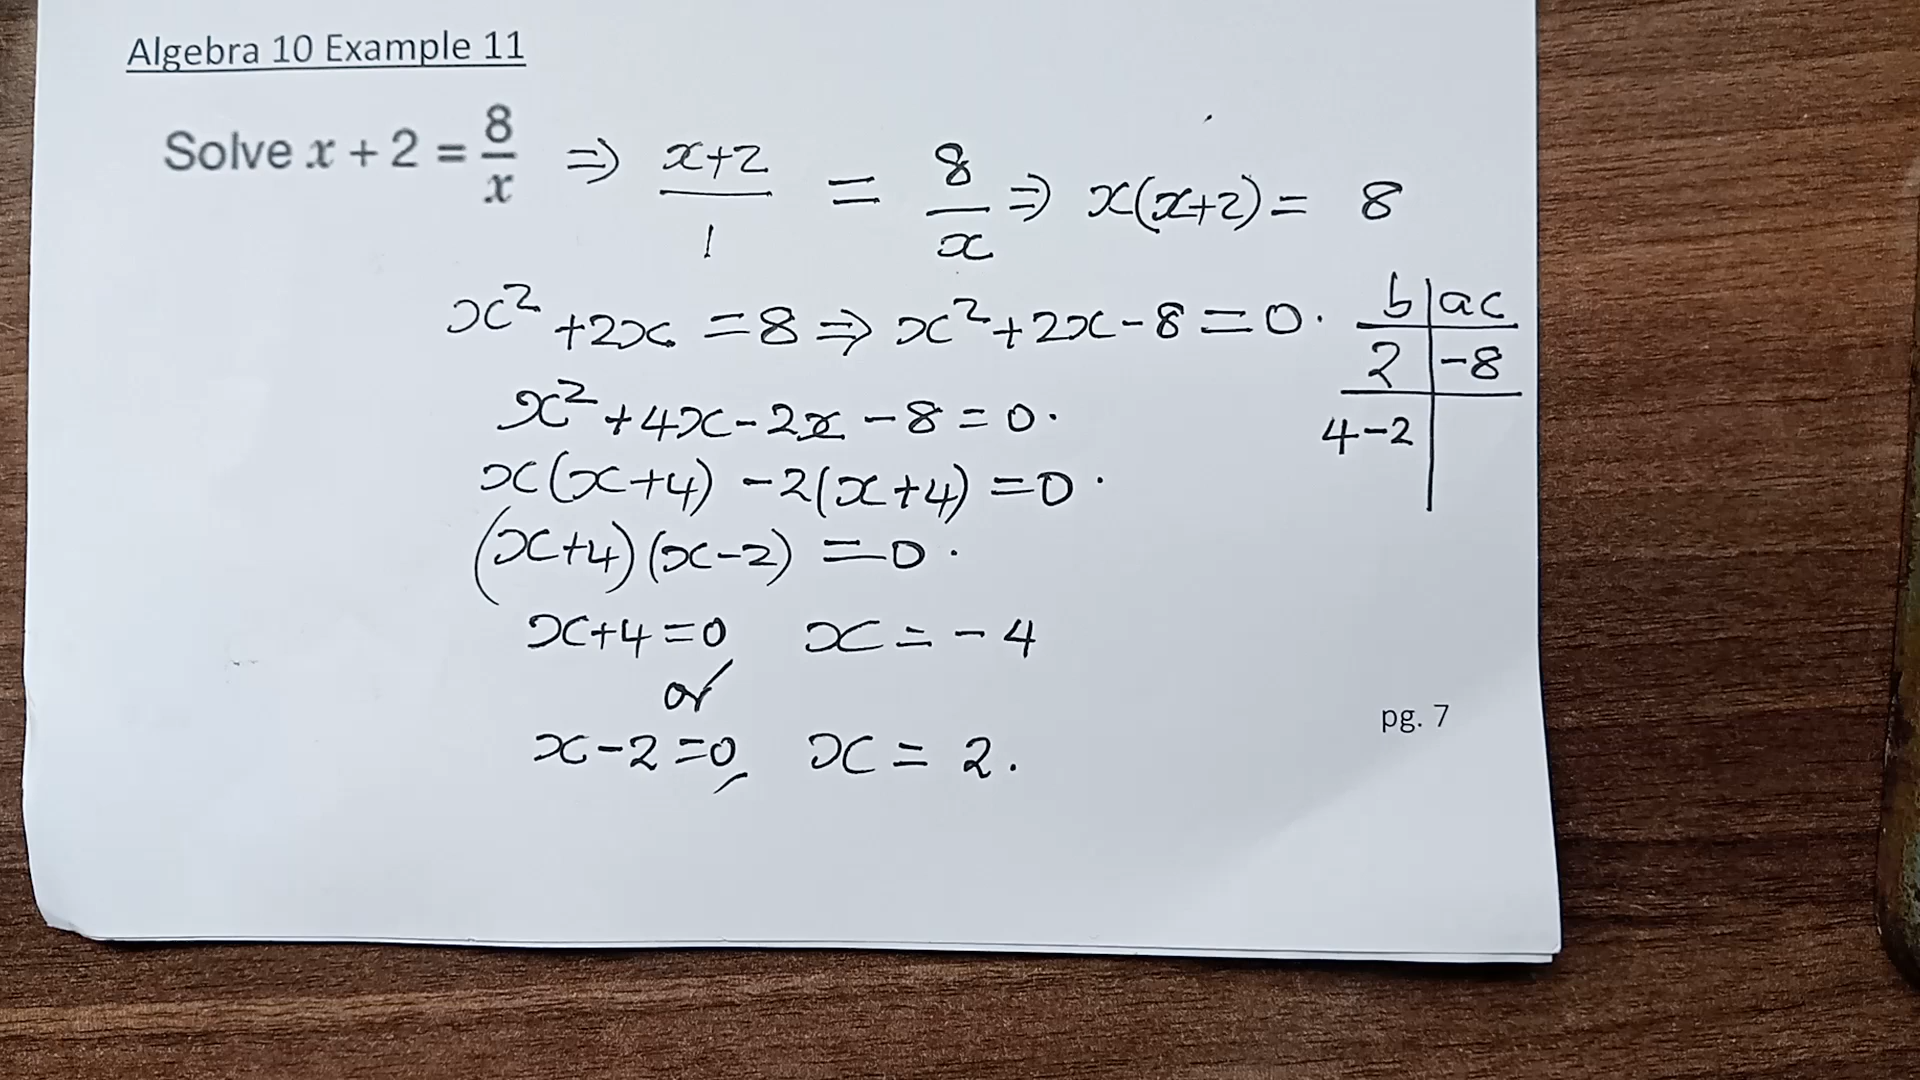 Algebra 10 Example 11
Solve x + 2 = 8/x ⇒ x+2/1 = 8/x ⇒ x(x+2) = 8
x² + 2x = 8 ⇒ x² + 2x - 8 = 0.
b | ac
2 | -8
4 -2 |
x² + 4x - 2x - 8 = 0.
x(x+4) - 2(x+4) = 0.
(x+4)(x-2) = 0.
x+4=0, x = -4
or
x-2=0, x = 2.
pg. 7